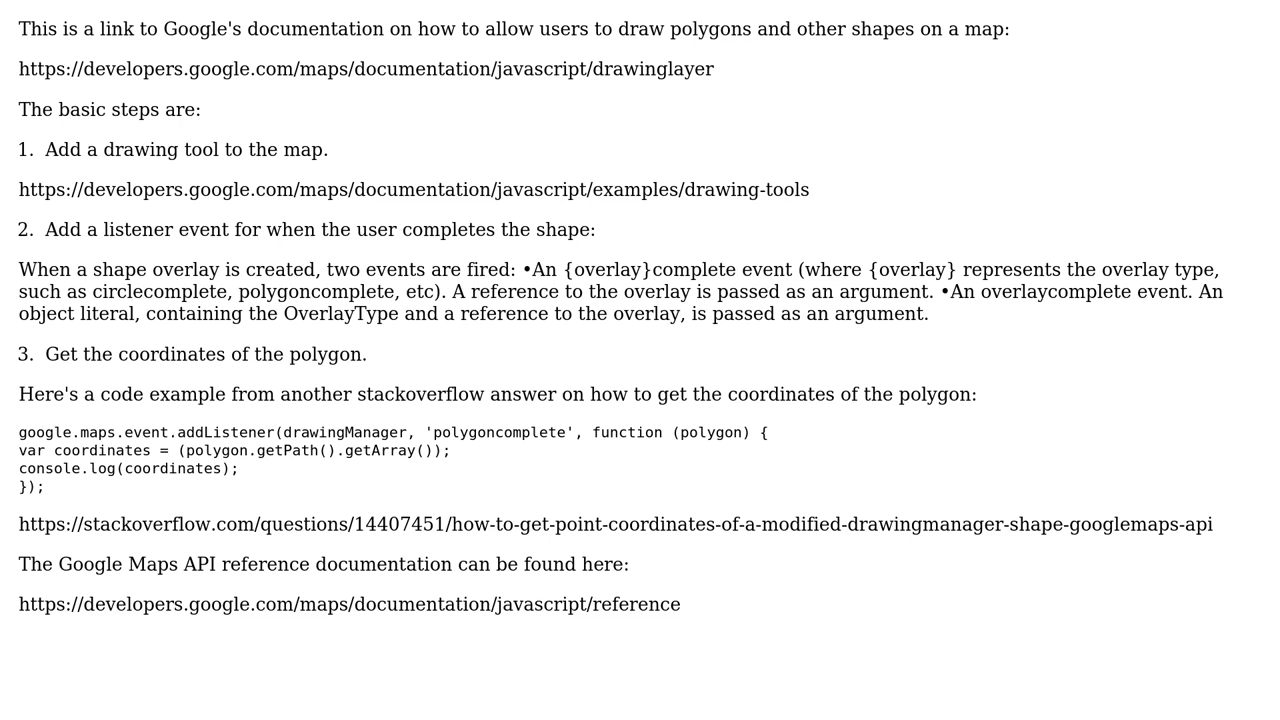 This is a link to Google's documentation on how to allow users to draw polygons and other shapes on a map:
https://developers.google.com/maps/documentation/javascript/drawinglayer
The basic steps are:
1.  Add a drawing tool to the map.
https://developers.google.com/maps/documentation/javascript/examples/drawing-tools
2.  Add a listener event for when the user completes the shape:
When a shape overlay is created, two events are fired: •An {overlay}complete event (where {overlay} represents the overlay type,
such as circlecomplete, polygoncomplete, etc). A reference to the overlay is passed as an argument. •An overlaycomplete event. An
object literal, containing the OverlayType and a reference to the overlay, is passed as an argument.
3.  Get the coordinates of the polygon.
Here's a code example from another stackoverflow answer on how to get the coordinates of the polygon:
google.maps.event.addListener(drawingManager, 'polygoncomplete', function (polygon) {
var coordinates = (polygon.getPath().getArray());
console.log(coordinates);
});
https://stackoverflow.com/questions/14407451/how-to-get-point-coordinates-of-a-modified-drawingmanager-shape-googlemaps-api
The Google Maps API reference documentation can be found here:
https://developers.google.com/maps/documentation/javascript/reference